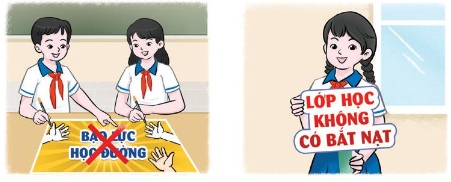 BẠO LỰC
HỌC ĐƯỜNG
LỚP HỌC
KHÔNG
CÓ BẮT NẠT